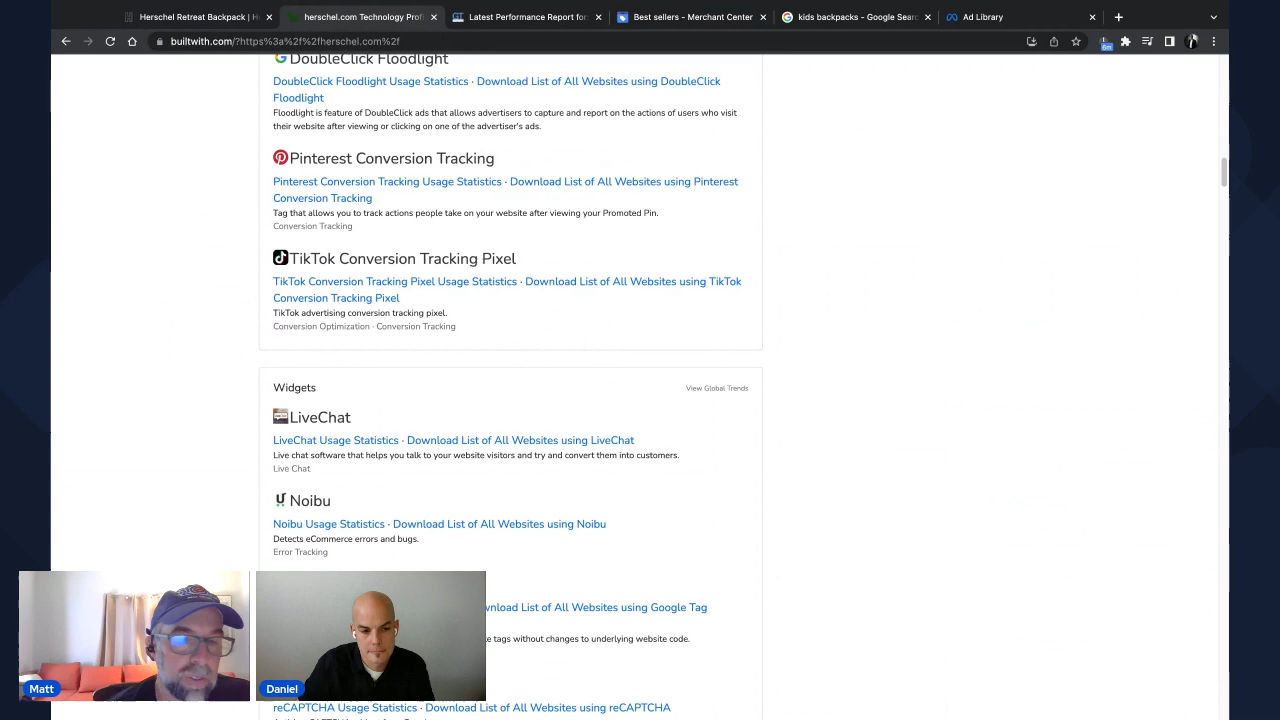 Herschel Retreat Backpack | H
herschel.com Technology Prof
Latest Performance Report for
Best sellers - Merchant Center
kids backpacks - Google Sear
Ad Library
builtwith.com/?https%3a%2f%2fherschel.com%2f
6m
DoubleClick Floodlight
DoubleClick Floodlight Usage Statistics · Download List of All Websites using DoubleClick
Floodlight
Floodlight is feature of DoubleClick ads that allows advertisers to capture and report on the actions of users who visit
their website after viewing or clicking on one of the advertiser's ads.
Pinterest Conversion Tracking
Pinterest Conversion Tracking Usage Statistics · Download List of All Websites using Pinterest
Conversion Tracking
Tag that allows you to track actions people take on your website after viewing your Promoted Pin.
Conversion Tracking
TikTok Conversion Tracking Pixel
TikTok Conversion Tracking Pixel Usage Statistics · Download List of All Websites using TikTok
Conversion Tracking Pixel
TikTok advertising conversion tracking pixel.
Conversion Optimization · Conversion Tracking
Widgets
View Global Trends
LiveChat
LiveChat Usage Statistics · Download List of All Websites using LiveChat
Live chat software that helps you talk to your website visitors and try and convert them into customers.
Live Chat
Noibu
Noibu Usage Statistics · Download List of All Websites using Noibu
Detects eCommerce errors and bugs.
Error Tracking
wnload List of All Websites using Google Tag
te tags without changes to underlying website code.
Matt
Daniel
reCAPTCHA Usage Statistics · Download List of All Websites using reCAPTCHA